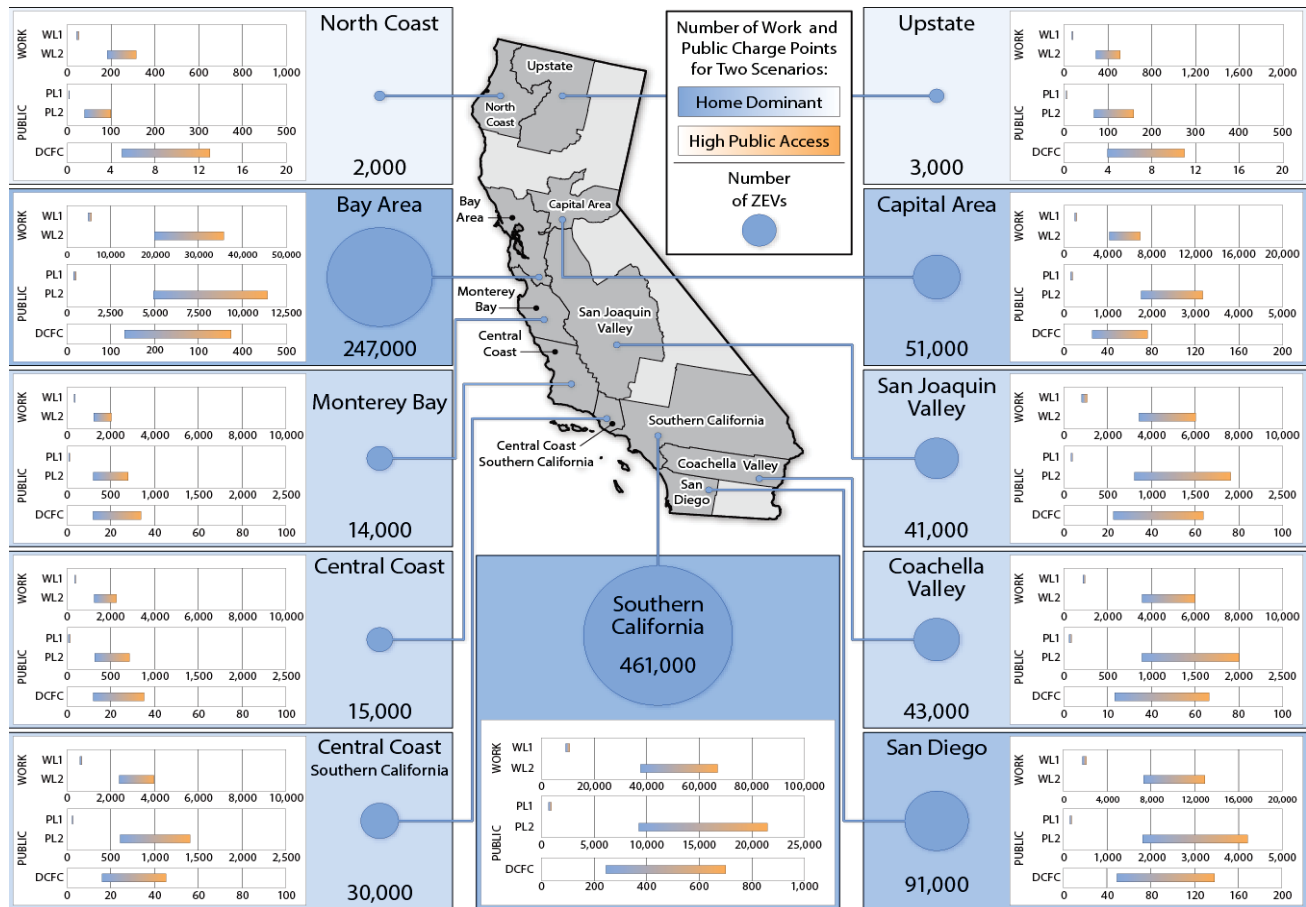 North Coast
WORK
WL1
WL2
0 200 400 600 800 1,000
PUBLIC
PL1
PL2
0 100 200 300 400 500
DCFC
0 4 8 12 16 20
2,000
Bay Area
WORK
WL1
WL2
0 10,000 20,000 30,000 40,000 50,000
PUBLIC
PL1
PL2
0 2,500 5,000 7,500 10,000 12,500
DCFC
0 100 200 100 400 500
247,000
Monterey Bay
WORK
WL1
WL2
0 2,000 4,000 6,000 8,000 10,000
PUBLIC
PL1
PL2
0 500 1,000 1,500 2,000 2,500
DCFC
0 20 40 60 80 100
14,000
Central Coast
WORK
WL1
WL2
0 2,000 4,000 6,000 8,000 10,000
PUBLIC
PL1
PL2
0 500 1,000 1,500 2,000 2,500
DCFC
0 20 40 60 80 100
15,000
Central Coast
Southern California
WORK
WL1
WL2
0 2,000 4,000 6,000 8,000 10,000
PUBLIC
PL1
PL2
0 500 1,000 1,500 2,000 2,500
DCFC
0 20 40 60 80 100
30,000
Number of Work and
Public Charge Points
for Two Scenarios:
Home Dominant
High Public Access
Number
of ZEVs
Upstate
North
Coast
Bay
Area
Capital Area
Monterey
Bay
San Joaquin
Valley
Central
Coast
Southern California
Central Coast
Southern California
Coachella Valley
San
Diego
Southern
California
461,000
WORK
WL1
WL2
0 20,000 40,000 60,000 80,000 100,000
PUBLIC
PL1
PL2
0 5,000 10,000 15,000 20,000 25,000
DCFC
0 200 400 600 800 1,000
Upstate
WORK
WL1
WL2
0 400 800 1,100 1,600 2,000
PUBLIC
PL1
PL2
0 100 200 300 400 500
DCFC
0 4 8 12 16 20
3,000
Capital Area
WORK
WL1
WL2
0 4,000 8,000 12,000 16,000 20,000
PUBLIC
PL1
PL2
0 1,000 2,000 3,000 4,000 5,000
DCFC
0 40 80 120 160 200
51,000
San Joaquin
Valley
WORK
WL1
WL2
0 2,000 4,000 6,000 8,000 10,000
PUBLIC
PL1
PL2
0 500 1,000 1,500 2,000 2,500
DCFC
0 20 40 60 80 100
41,000
Coachella
Valley
WORK
WL1
WL2
0 2,000 4,000 6,000 8,000 10,000
PUBLIC
PL1
PL2
0 500 1,000 1,500 2,000 2,500
DCFC
0 10 40 60 80 100
43,000
San Diego
WORK
WL1
WL2
0 4,000 8,000 12,000 16,000 20,000
PUBLIC
PL1
PL2
0 1,000 2,000 3,000 4,000 5,000
DCFC
0 40 80 120 160 200
91,000